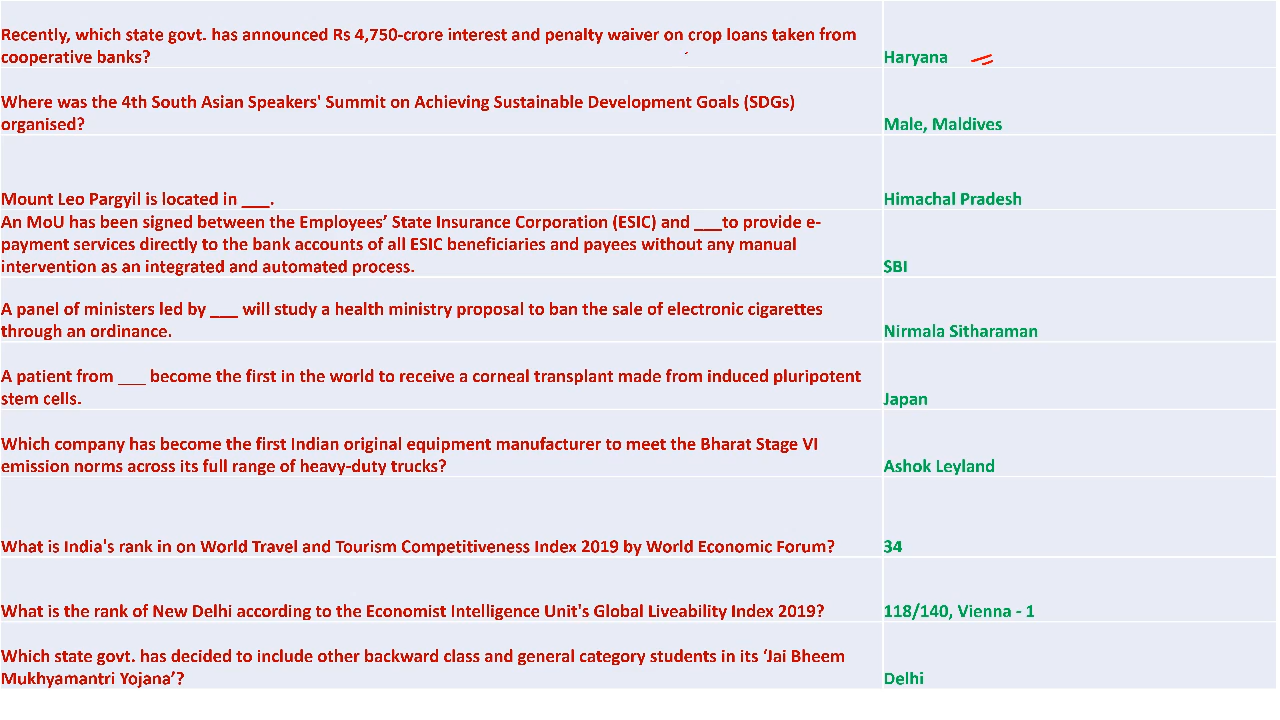 Recently, which state govt. has announced Rs 4,750-crore interest and penalty waiver on crop loans taken from
cooperative banks?
Haryana
Where was the 4th South Asian Speakers' Summit on Achieving Sustainable Development Goals (SDGs)
organised?
Male, Maldives
Mount Leo Pargyil is located in ___.
Himachal Pradesh
An MoU has been signed between the Employees’ State Insurance Corporation (ESIC) and ___to provide e-
payment services directly to the bank accounts of all ESIC beneficiaries and payees without any manual
intervention as an integrated and automated process.
SBI
A panel of ministers led by ___ will study a health ministry proposal to ban the sale of electronic cigarettes
through an ordinance.
Nirmala Sitharaman
A patient from ___ become the first in the world to receive a corneal transplant made from induced pluripotent
stem cells.
Japan
Which company has become the first Indian original equipment manufacturer to meet the Bharat Stage VI
emission norms across its full range of heavy-duty trucks?
Ashok Leyland
What is India's rank in on World Travel and Tourism Competitiveness Index 2019 by World Economic Forum?
34
What is the rank of New Delhi according to the Economist Intelligence Unit's Global Liveability Index 2019?
118/140, Vienna - 1
Which state govt. has decided to include other backward class and general category students in its ‘Jai Bheem
Mukhyamantri Yojana’?
Delhi